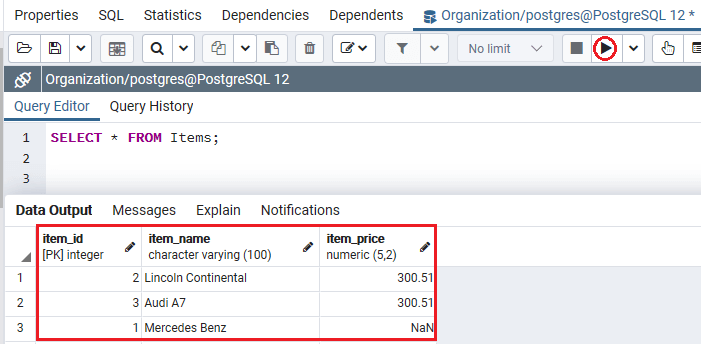 Properties SQL Statistics Dependencies Dependents Organization/postgres@PostgreSQL 12 *
No limit
Organization/postgres@PostgreSQL 12
Query Editor Query History
1 SELECT * FROM Items;
2
3
Data Output Messages Explain Notifications
item_id item_name item_price
[PK] integer character varying (100) numeric (5,2)
1 2 Lincoln Continental 300.51
2 3 Audi A7 300.51
3 1 Mercedes Benz NaN